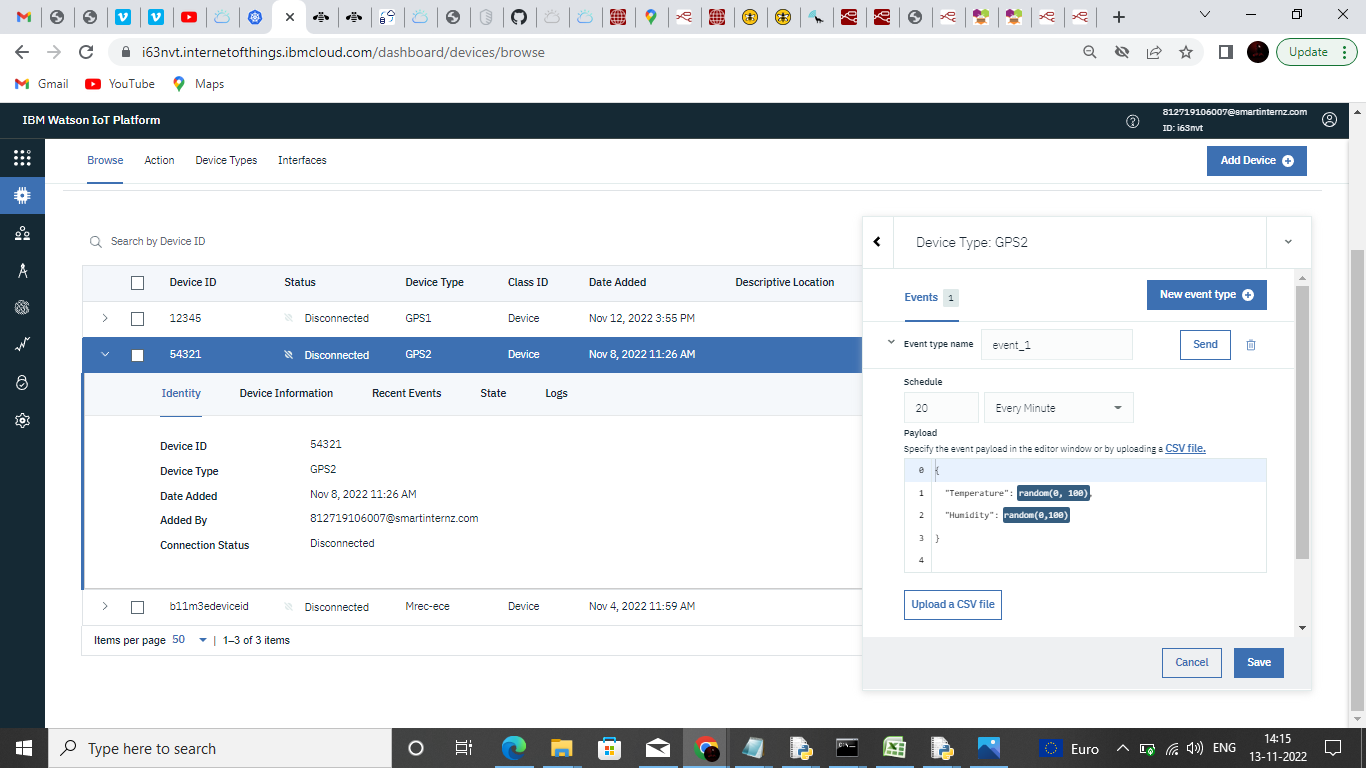 Update
i63nvt.internetofthings.ibmcloud.com/dashboard/devices/browse
Gmail YouTube Maps
IBM Watson IoT Platform
812719106007@smartinternz.com
ID: i63nvt
Browse Action Device Types Interfaces
Add Device
Search by Device ID
Device ID Status Device Type Class ID Date Added Descriptive Location
12345 Disconnected GPS1 Device Nov 12, 2022 3:55 PM
54321 Disconnected GPS2 Device Nov 8, 2022 11:26 AM
Identity Device Information Recent Events State Logs
Device ID 54321
Device Type GPS2
Date Added Nov 8, 2022 11:26 AM
Added By 812719106007@smartinternz.com
Connection Status Disconnected
b11m3edeviceid Disconnected Mrec-ece Device Nov 4, 2022 11:59 AM
Items per page 50 | 1–3 of 3 items
Device Type: GPS2
Events 1
New event type
Event type name event_1 Send
Schedule
20 Every Minute
Payload
Specify the event payload in the editor window or by uploading a CSV file.
0 {
1 "Temperature": random(0, 100),
2 "Humidity": random(0,100)
3 }
4
Upload a CSV file
Cancel Save
Type here to search
Euro
ENG
14:15
13-11-2022